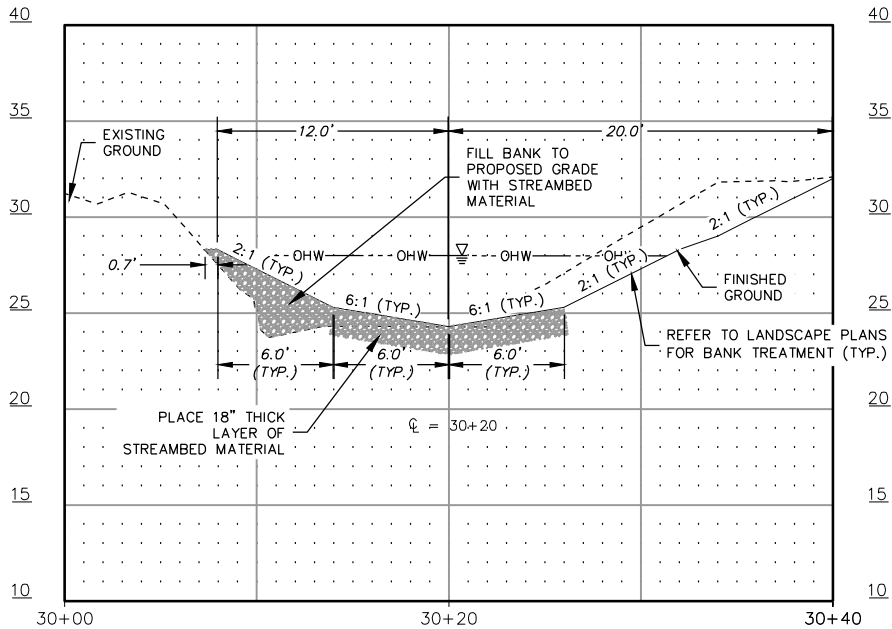 40
40
35
35
12.0'
20.0'
EXISTING
GROUND
FILL BANK TO
PROPOSED GRADE
WITH STREAMBED
MATERIAL
30
30
2:1 (TYP.)
0.7'
2:1 (TYP.)
OHW
OHW
OHW
OHW
2:1 (TYP.)
FINISHED
GROUND
25
25
6:1 (TYP.)
6:1 (TYP.)
REFER TO LANDSCAPE PLANS
FOR BANK TREATMENT (TYP.)
6.0'
(TYP.)
6.0'
(TYP.)
6.0'
(TYP.)
20
20
PLACE 18" THICK
LAYER OF
STREAMBED MATERIAL
℄ = 30+20
15
15
10
10
30+00
30+20
30+40